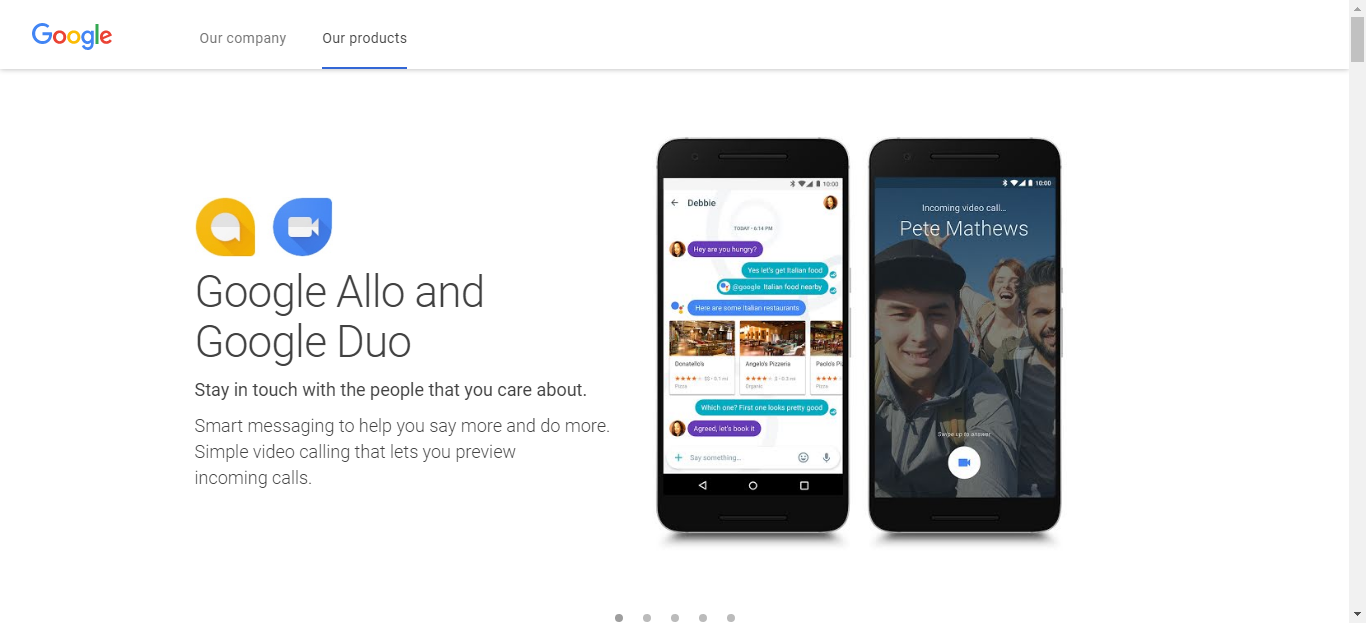 Google
Our company
Our products
Google Allo and
Google Duo
Stay in touch with the people that you care about.
Smart messaging to help you say more and do more.
Simple video calling that lets you preview
incoming calls.
10:00
Debbie
TODAY • 6:14 PM
Hey are you hungry?
Yes let's get Italian food
@google Italian food nearby
Here are some Italian restaurants
Donatello's
Angelo's Pizzeria
Paolo's Pi
Pizza
Organic
Pizza
Which one? First one looks pretty good
Agreed, let's book it
Say something...
10:00
Incoming video call...
Pete Mathews
Swipe up to answer